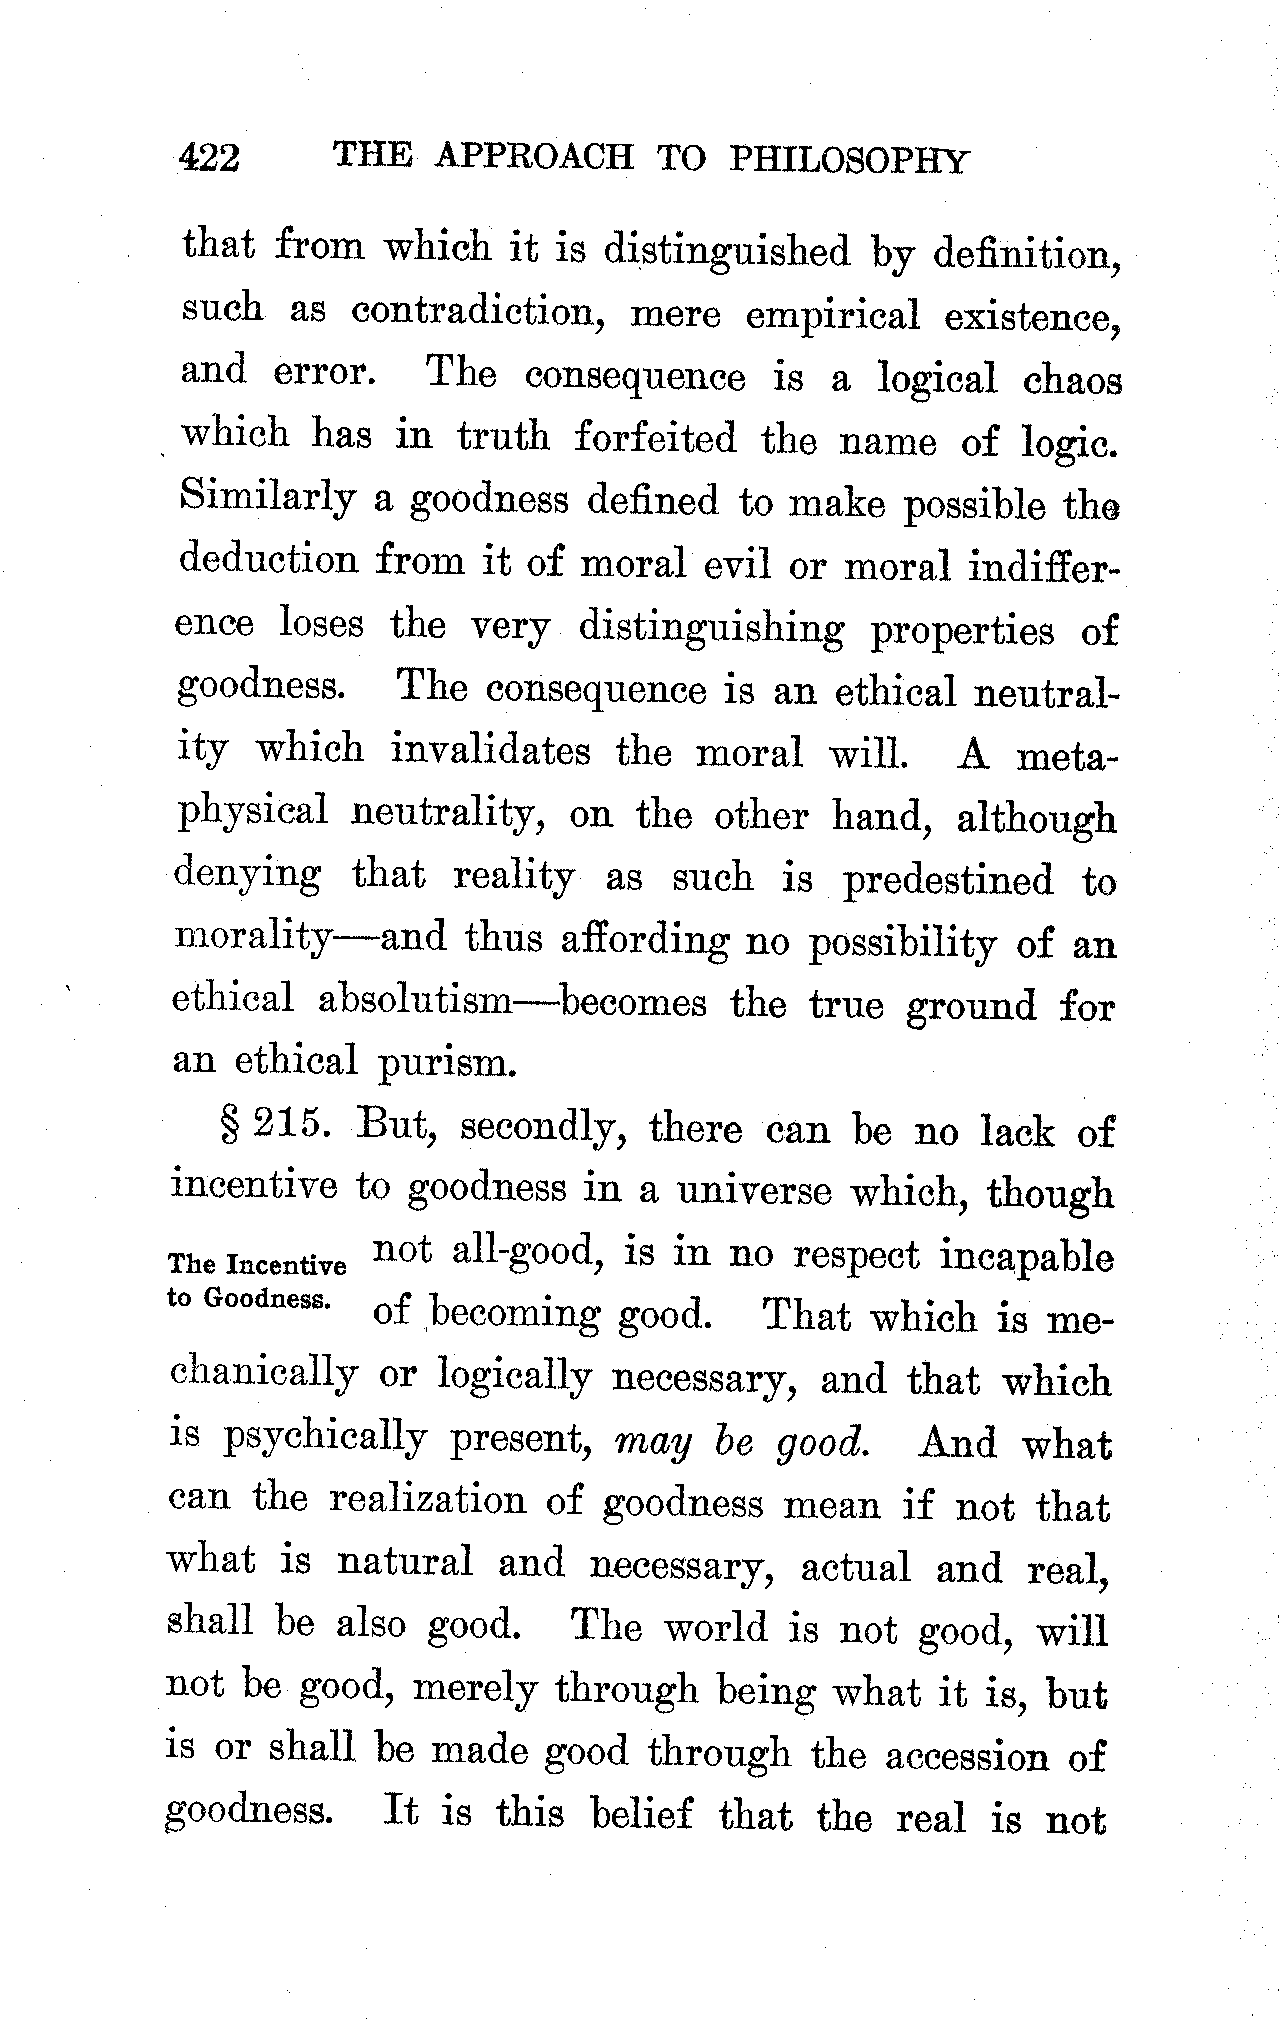 422 THE APPROACH TO PHILOSOPHY
that from which it is distinguished by definition,
such as contradiction, mere empirical existence,
and error. The consequence is a logical chaos
which has in truth forfeited the name of logic.
Similarly a goodness defined to make possible the
deduction from it of moral evil or moral indiffer-
ence loses the very distinguishing properties of
goodness. The consequence is an ethical neutral-
ity which invalidates the moral will. A meta-
physical neutrality, on the other hand, although
denying that reality as such is predestined to
morality—and thus affording no possibility of an
ethical absolutism—becomes the true ground for
an ethical purism.
§ 215. But, secondly, there can be no lack of
incentive to goodness in a universe which, though
The Incentive
to Goodness.
not all-good, is in no respect incapable
of becoming good. That which is me-
chanically or logically necessary, and that which
is psychically present, may be good. And what
can the realization of goodness mean if not that
what is natural and necessary, actual and real,
shall be also good. The world is not good, will
not be good, merely through being what it is, but
is or shall be made good through the accession of
goodness. It is this belief that the real is not